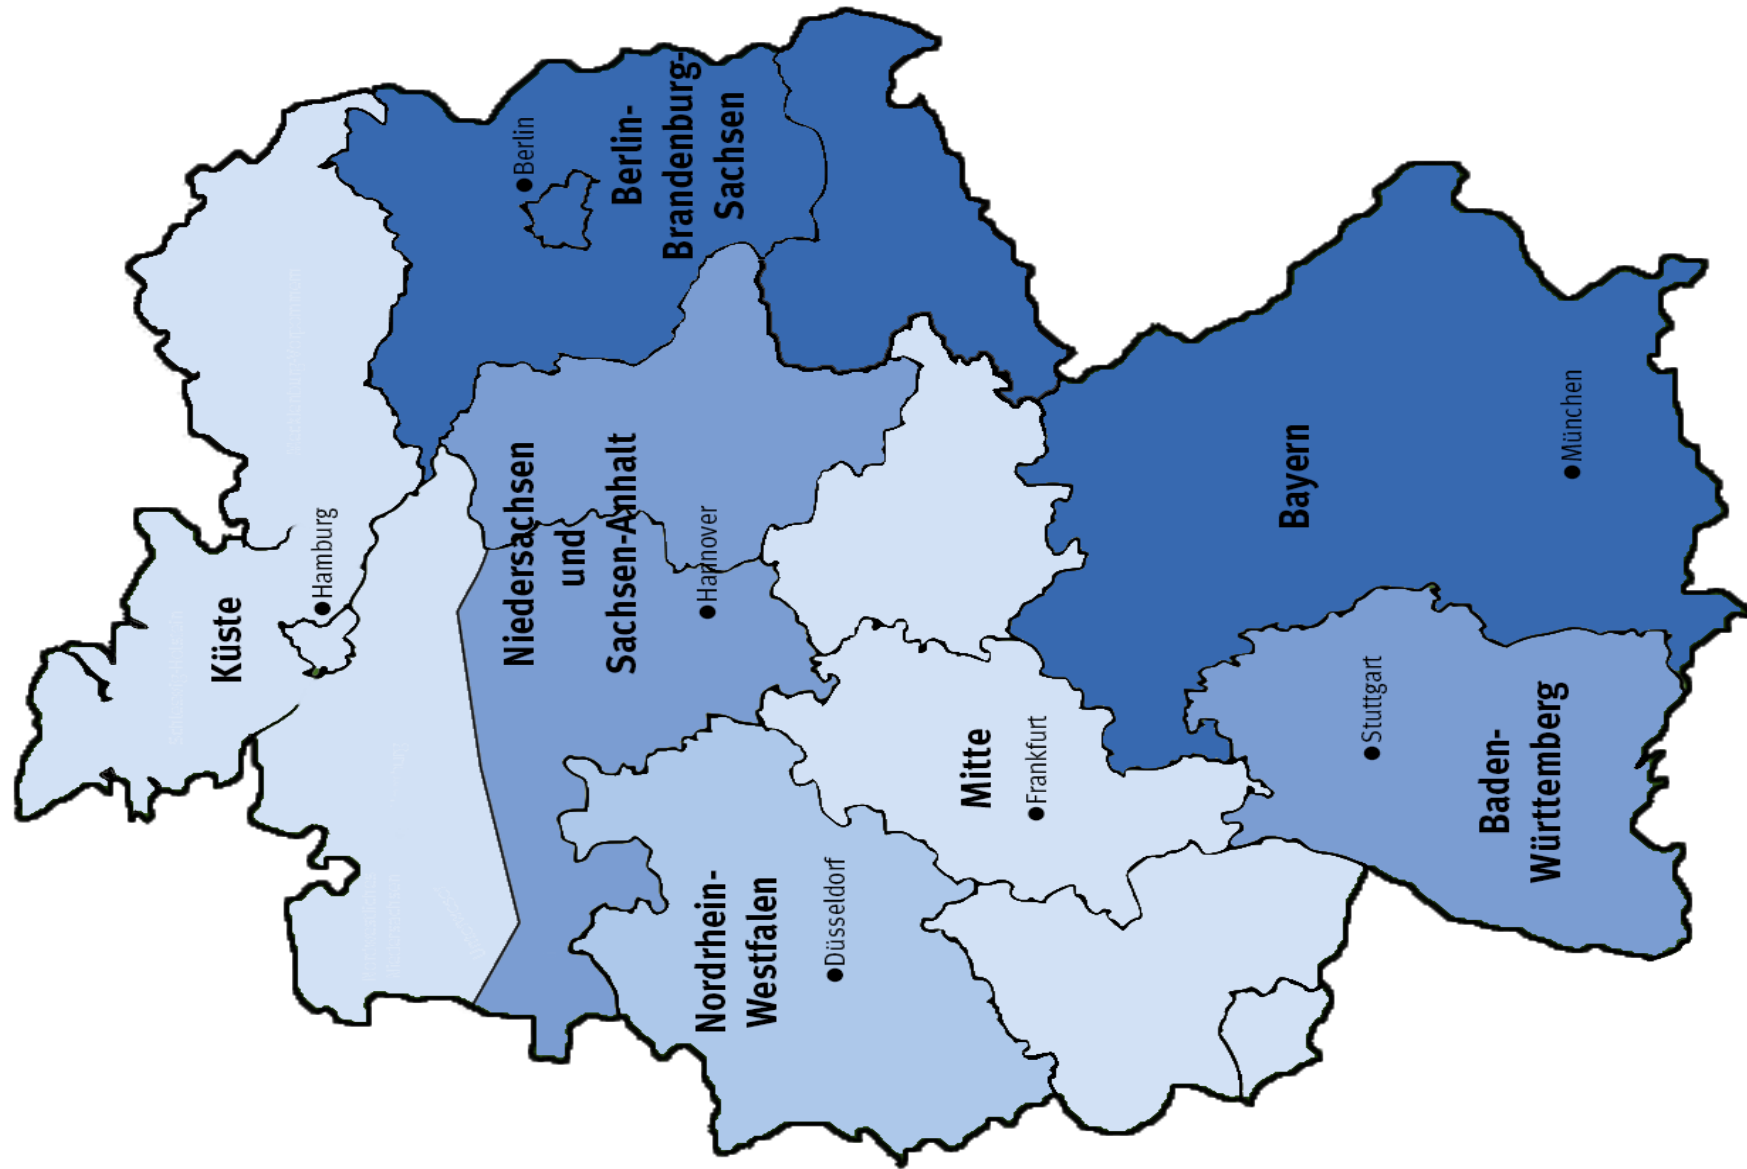 Küste
Hamburg
Berlin
Berlin-
Brandenburg-
Sachsen
Niedersachsen
und
Sachsen-Anhalt
Hannover
Nordrhein-
Westfalen
Düsseldorf
Mitte
Frankfurt
Bayern
München
Stuttgart
Baden-
Württemberg